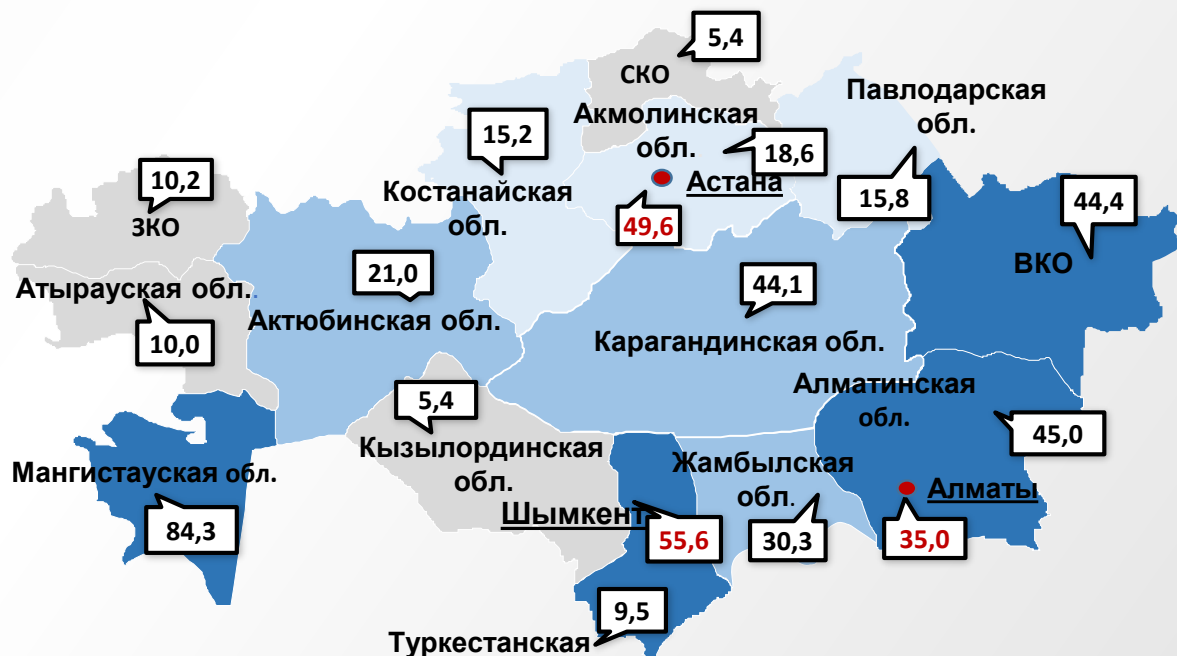 5,4
СКО
Павлодарская
обл.
Акмолинская
обл.
15,2
18,6
Астана
10,2
Костанайская
обл.
15,8
44,4
ЗКО
49,6
ВКО
21,0
44,1
Атырауская обл..
Актюбинская обл.
10,0
Карагандинская обл.
Алматинская
обл.
5,4
45,0
Кызылординская
обл.
Жамбылская
обл.
Мангистауская обл.
Алматы
Шымкент
84,3
55,6
30,3
35,0
9,5
Туркестанская